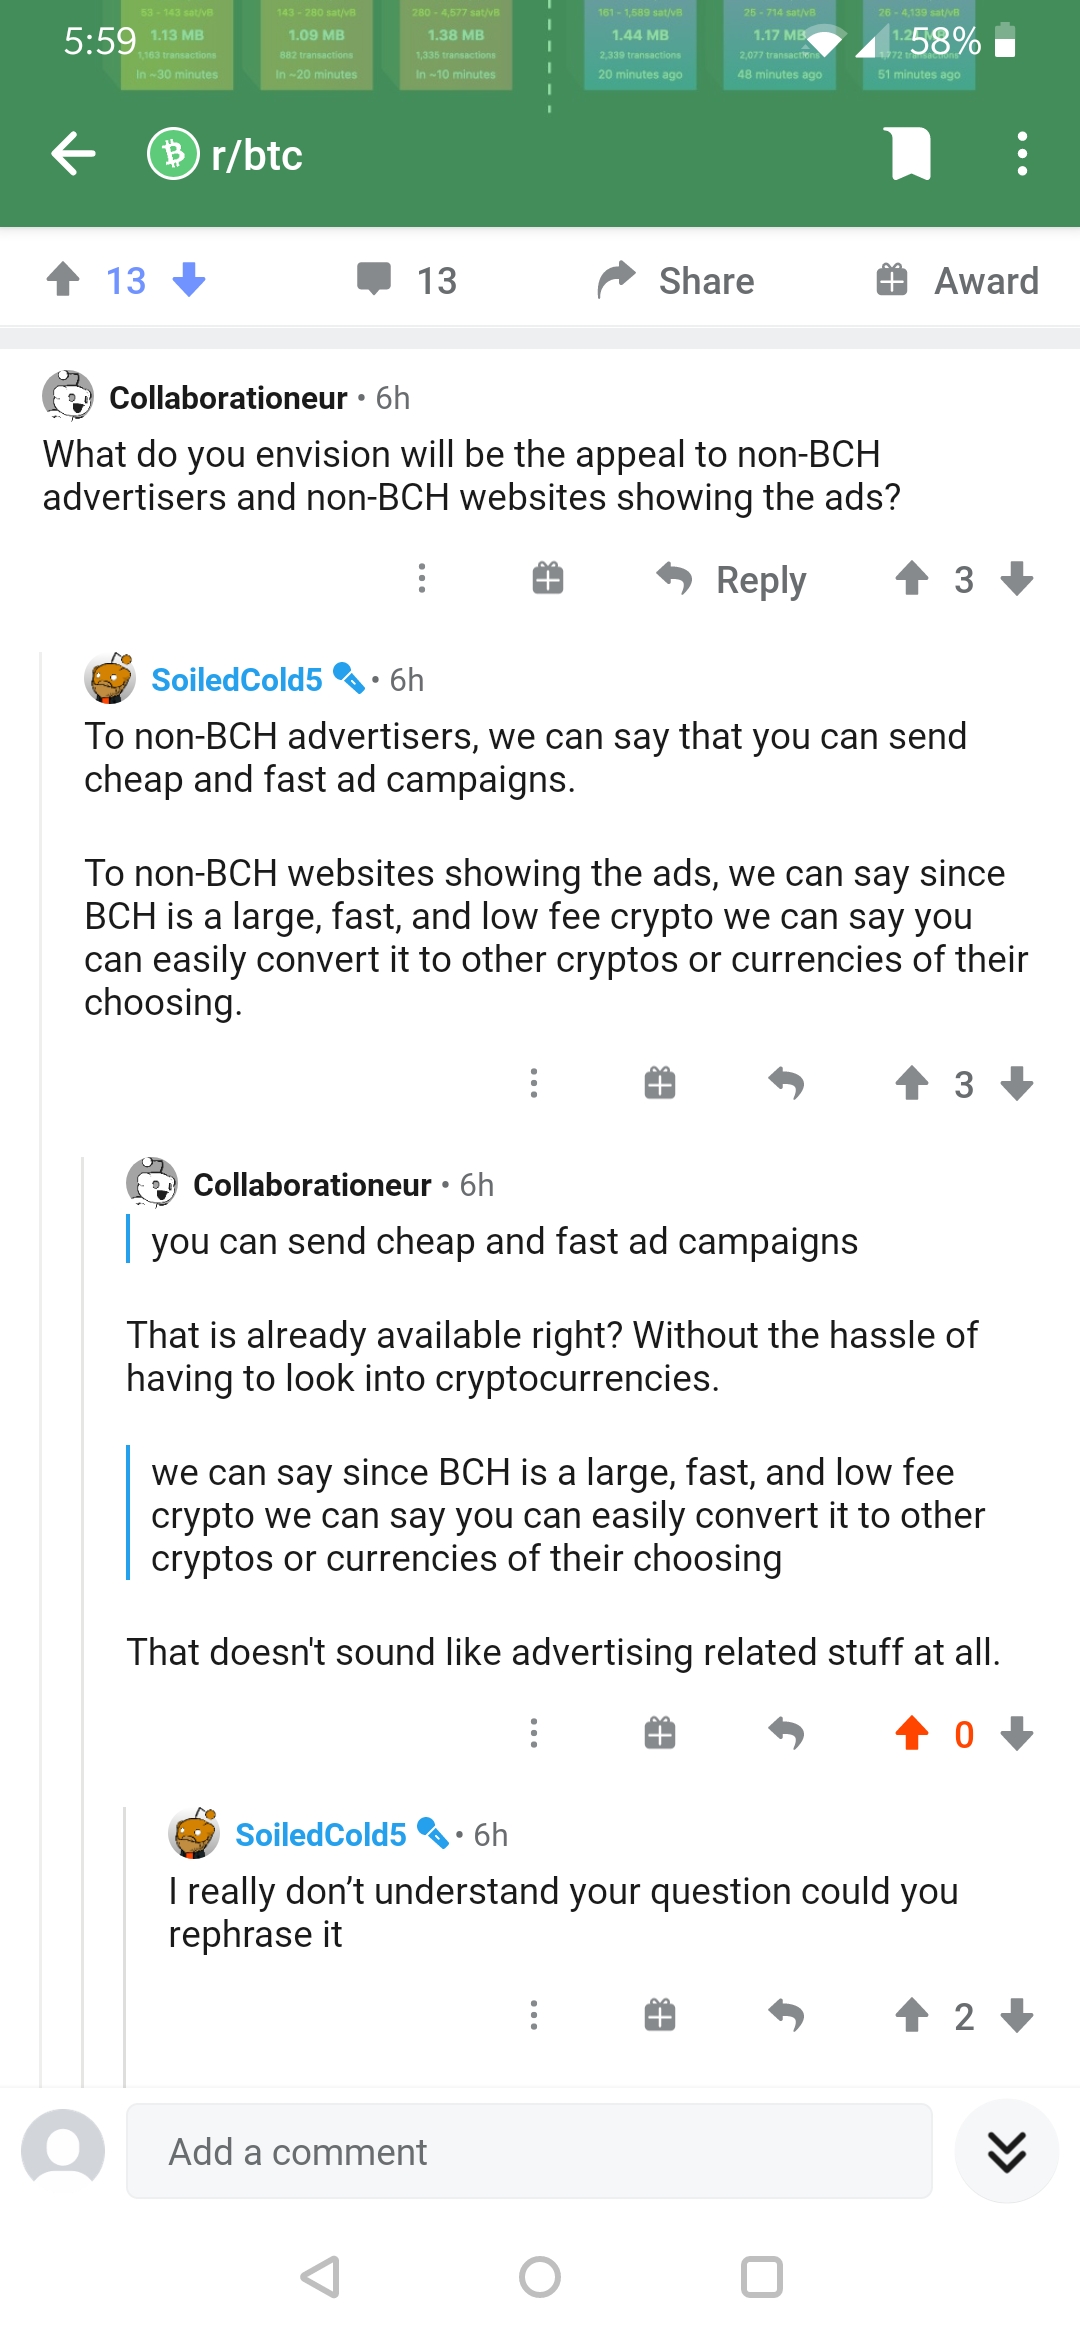 53 - 143 sat/vB
143 - 280 sat/vB
280 - 4,577 sat/vB
161 - 1,589 sat/vB
25 - 714 sat/vB
26 - 4,139 sat/vB
5:59
1.13 MB
1.09 MB
1.38 MB
1.44 MB
1.17 MB
58%
1,163 transactions
882 transactions
1,335 transactions
2,339 transactions
2,077 transactions
In ~30 minutes
In ~20 minutes
In ~10 minutes
20 minutes ago
48 minutes ago
51 minutes ago
r/btc
13
13
Share
Award
Collaborationeur • 6h
What do you envision will be the appeal to non-BCH
advertisers and non-BCH websites showing the ads?
Reply
3
SoiledCold5 • 6h
To non-BCH advertisers, we can say that you can send
cheap and fast ad campaigns.
To non-BCH websites showing the ads, we can say since
BCH is a large, fast, and low fee crypto we can say you
can easily convert it to other cryptos or currencies of their
choosing.
3
Collaborationeur • 6h
you can send cheap and fast ad campaigns
That is already available right? Without the hassle of
having to look into cryptocurrencies.
we can say since BCH is a large, fast, and low fee
crypto we can say you can easily convert it to other
cryptos or currencies of their choosing
That doesn't sound like advertising related stuff at all.
0
SoiledCold5 • 6h
I really don’t understand your question could you
rephrase it
2
Add a comment